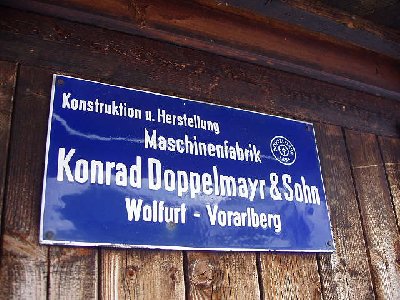 Konstruktion u. Herstellung
Maschinenfabrik
Konrad Doppelmayr & Sohn
Wolfurt - Vorarlberg